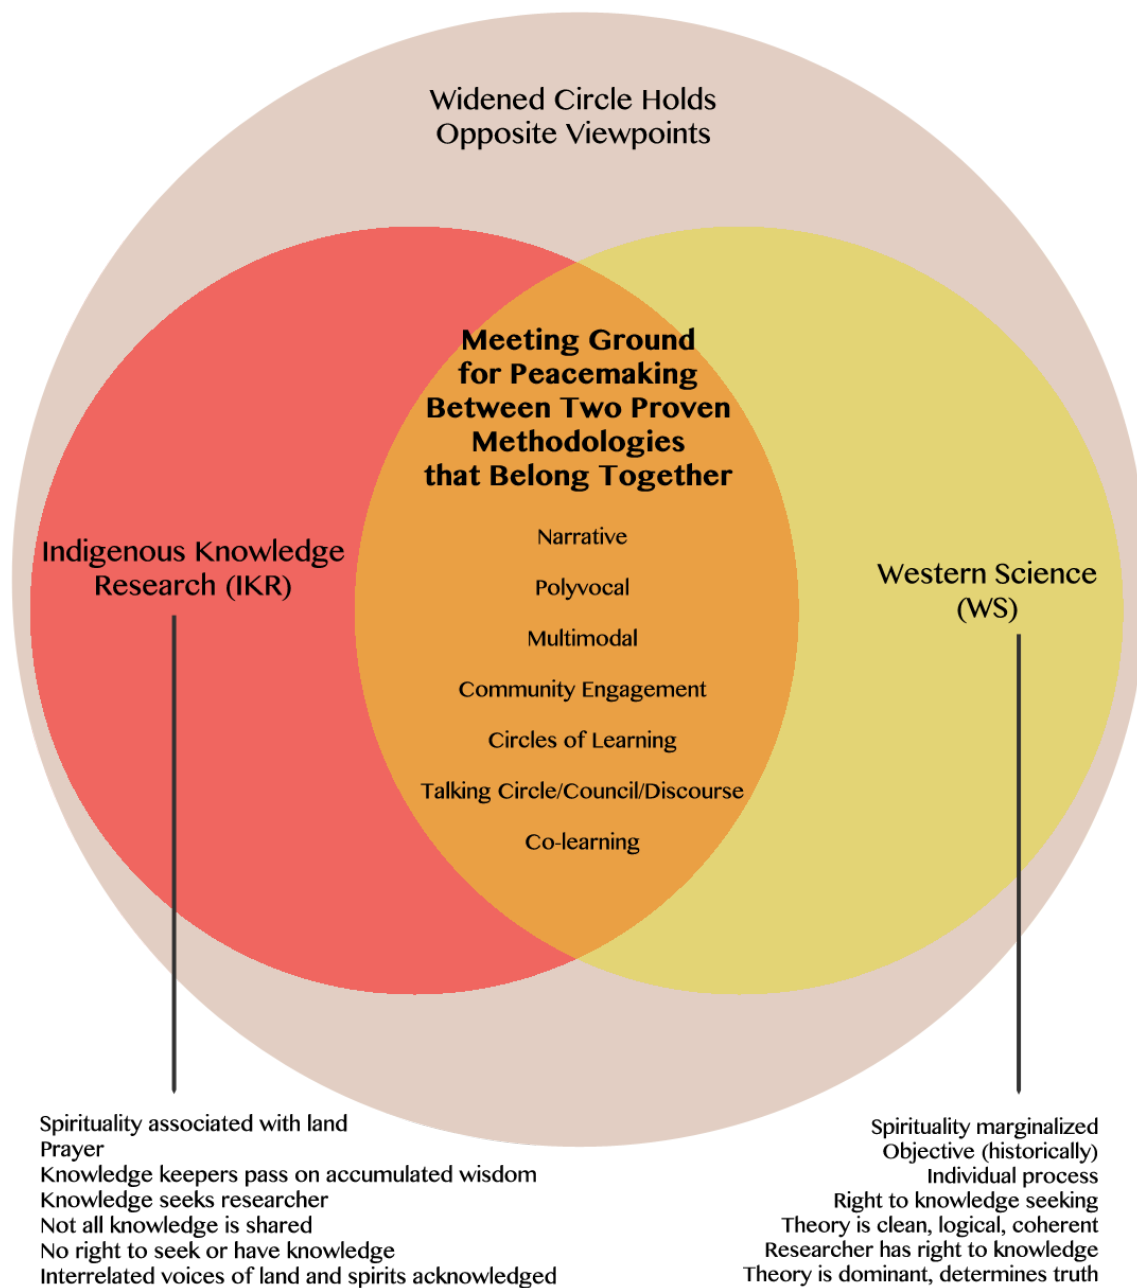 Widened Circle Holds
Opposite Viewpoints
Meeting Ground
for Peacemaking
Between Two Proven
Methodologies
that Belong Together
Narrative
Polyvocal
Multimodal
Community Engagement
Circles of Learning
Talking Circle/Council/Discourse
Co-learning
Indigenous Knowledge
Research (IKR)
Western Science
(WS)
Spirituality associated with land
Prayer
Knowledge keepers pass on accumulated wisdom
Knowledge seeks researcher
Not all knowledge is shared
No right to seek or have knowledge
Interrelated voices of land and spirits acknowledged
Spirituality marginalized
Objective (historically)
Individual process
Right to knowledge seeking
Theory is clean, logical, coherent
Researcher has right to knowledge
Theory is dominant, determines truth